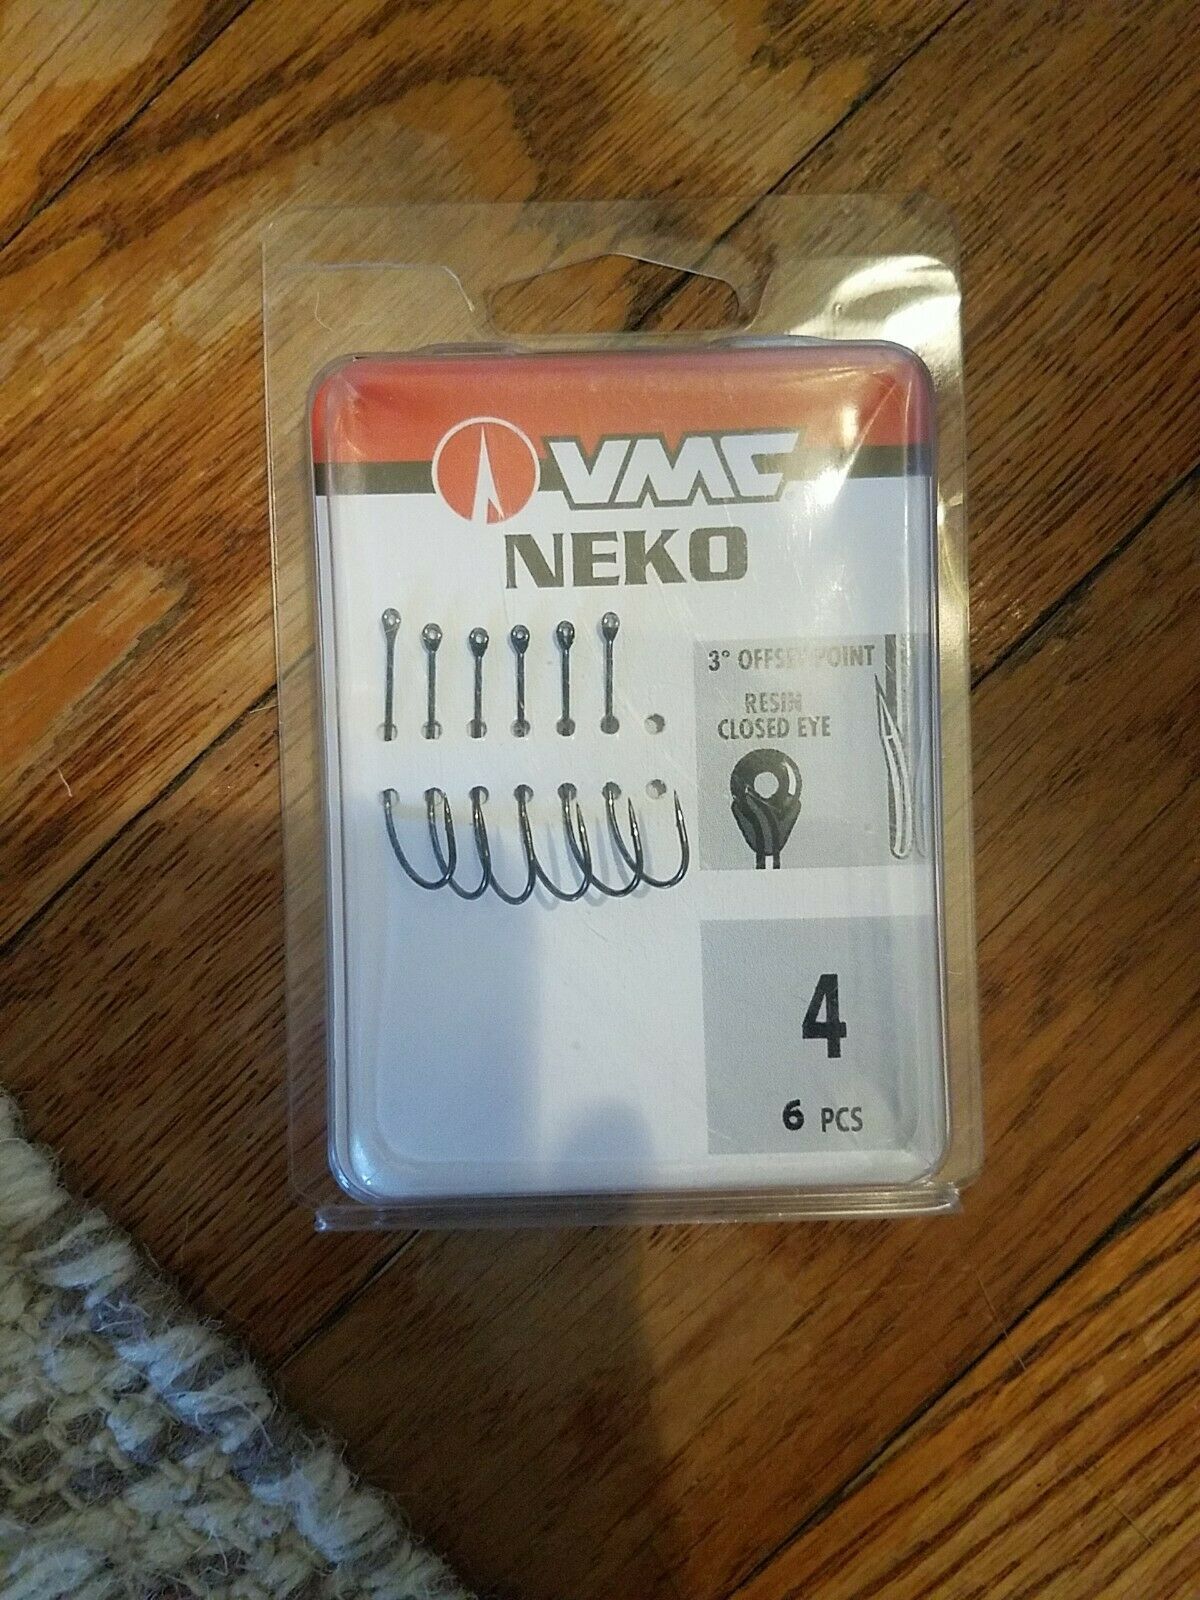 VMC
NEKO
3° OFFSET POINT
RESIN
CLOSED EYE
4
6 PCS